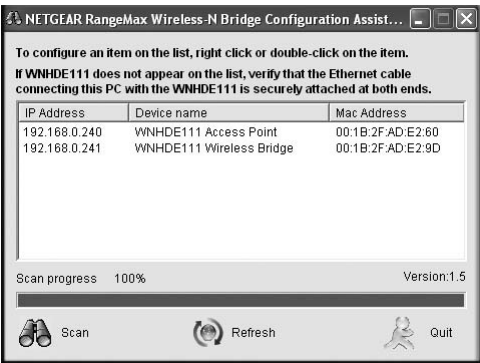 NETGEAR RangeMax Wireless-N Bridge Configuration Assist...
To configure an item on the list, right click or double-click on the item.
If WNHDE111 does not appear on the list, verify that the Ethernet cable
connecting this PC with the WNHDE111 is securely attached at both ends.
IP Address Device name Mac Address
192.168.0.240 WNHDE111 Access Point 00:1B:2F:AD:E2:60
192.168.0.241 WNHDE111 Wireless Bridge 00:1B:2F:AD:E2:9D
Scan progress 100% Version:1.5
Scan Refresh Quit